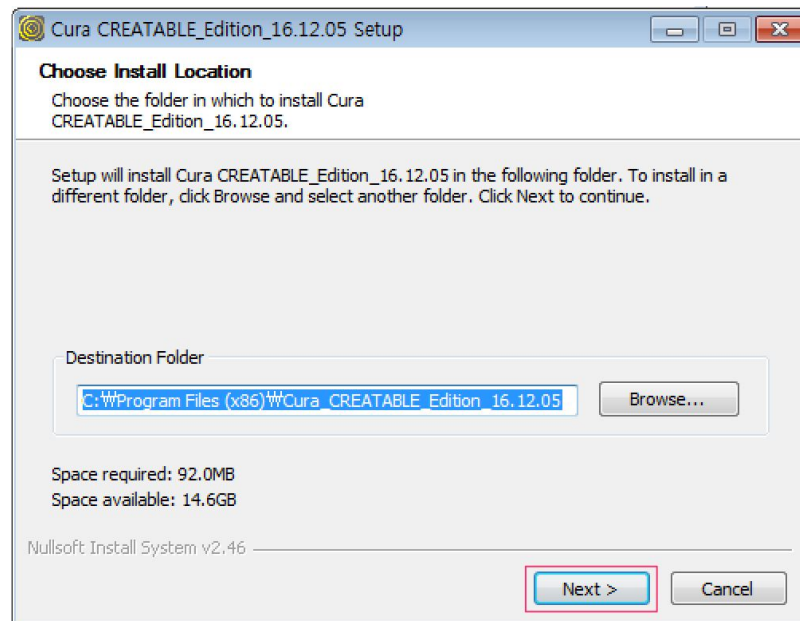 Cura CREATABLE_Edition_16.12.05 Setup
Choose Install Location
Choose the folder in which to install Cura
CREATABLE_Edition_16.12.05.
Setup will install Cura CREATABLE_Edition_16.12.05 in the following folder. To install in a
different folder, click Browse and select another folder. Click Next to continue.
Destination Folder
C:₩Program Files (x86)₩Cura_CREATABLE_Edition_16.12.05
Browse...
Space required: 92.0MB
Space available: 14.6GB
Nullsoft Install System v2.46
Next >
Cancel